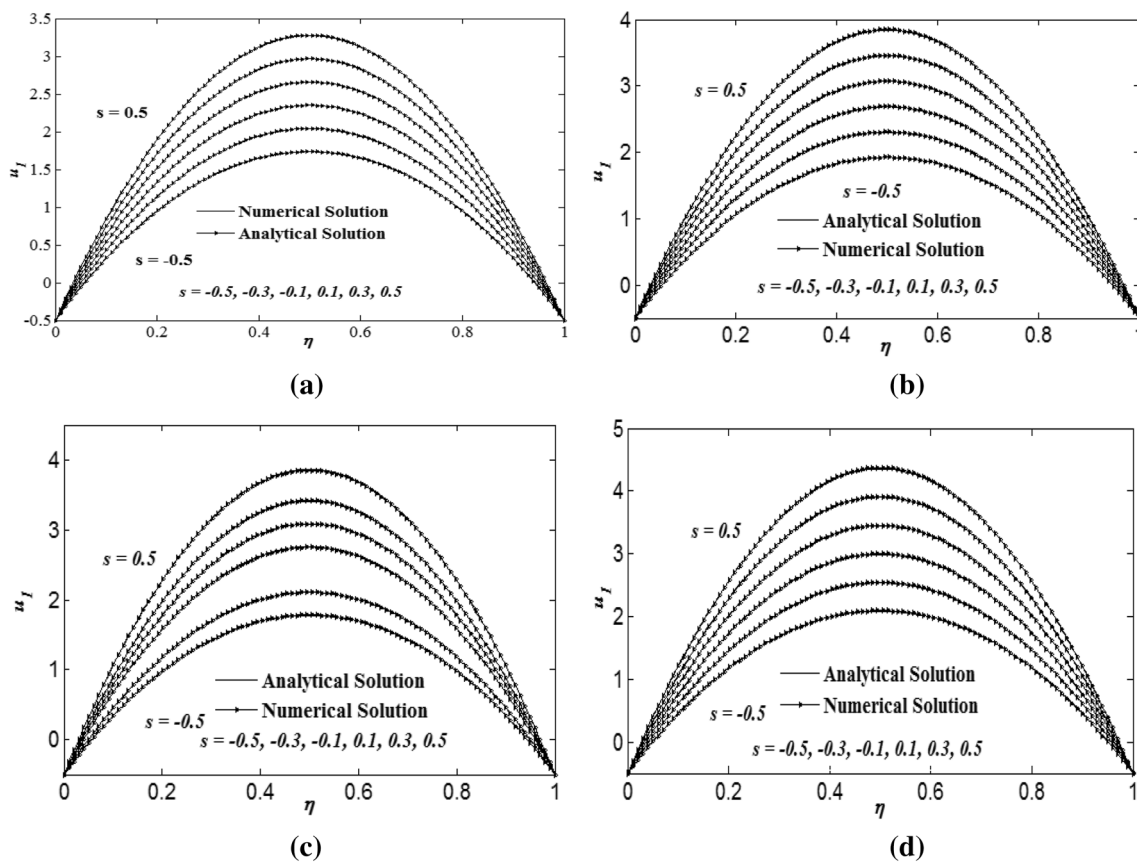 3.5
3
2.5
2
1.5
1
0.5
0
-0.5
u1
s = 0.5
Numerical Solution
Analytical Solution
s = -0.5
s = -0.5, -0.3, -0.1, 0.1, 0.3, 0.5
0 0.2 0.4 0.6 0.8 1
η
(a)
4
3
2
1
0
u1
s = 0.5
s = -0.5
Analytical Solution
Numerical Solution
s = -0.5, -0.3, -0.1, 0.1, 0.3, 0.5
0 0.2 0.4 0.6 0.8 1
η
(b)
4
3
2
1
0
u1
s = 0.5
Analytical Solution
Numerical Solution
s = -0.5
s = -0.5, -0.3, -0.1, 0.1, 0.3, 0.5
0 0.2 0.4 0.6 0.8 1
η
(c)
5
4
3
2
1
0
u1
s = 0.5
Analytical Solution
Numerical Solution
s = -0.5
s = -0.5, -0.3, -0.1, 0.1, 0.3, 0.5
0 0.2 0.4 0.6 0.8 1
η
(d)